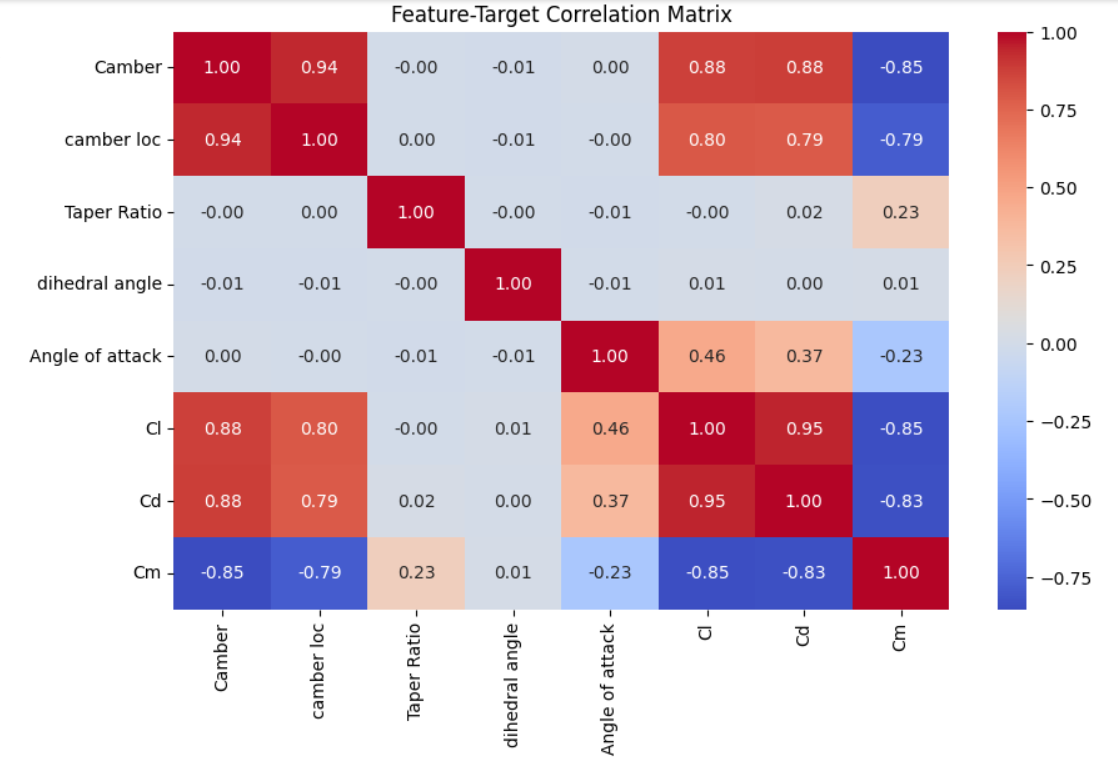 Feature-Target Correlation Matrix
Camber 1.00 0.94 -0.00 -0.01 0.00 0.88 0.88 -0.85
camber loc 0.94 1.00 0.00 -0.01 -0.00 0.80 0.79 -0.79
Taper Ratio -0.00 0.00 1.00 -0.00 -0.01 -0.00 0.02 0.23
dihedral angle -0.01 -0.01 -0.00 1.00 -0.01 0.01 0.00 0.01
Angle of attack 0.00 -0.00 -0.01 -0.01 1.00 0.46 0.37 -0.23
Cl 0.88 0.80 -0.00 0.01 0.46 1.00 0.95 -0.85
Cd 0.88 0.79 0.02 0.00 0.37 0.95 1.00 -0.83
Cm -0.85 -0.79 0.23 0.01 -0.23 -0.85 -0.83 1.00
Camber
camber loc
Taper Ratio
dihedral angle
Angle of attack
Cl
Cd
Cm
1.00
0.75
0.50
0.25
0.00
−0.25
−0.50
−0.75